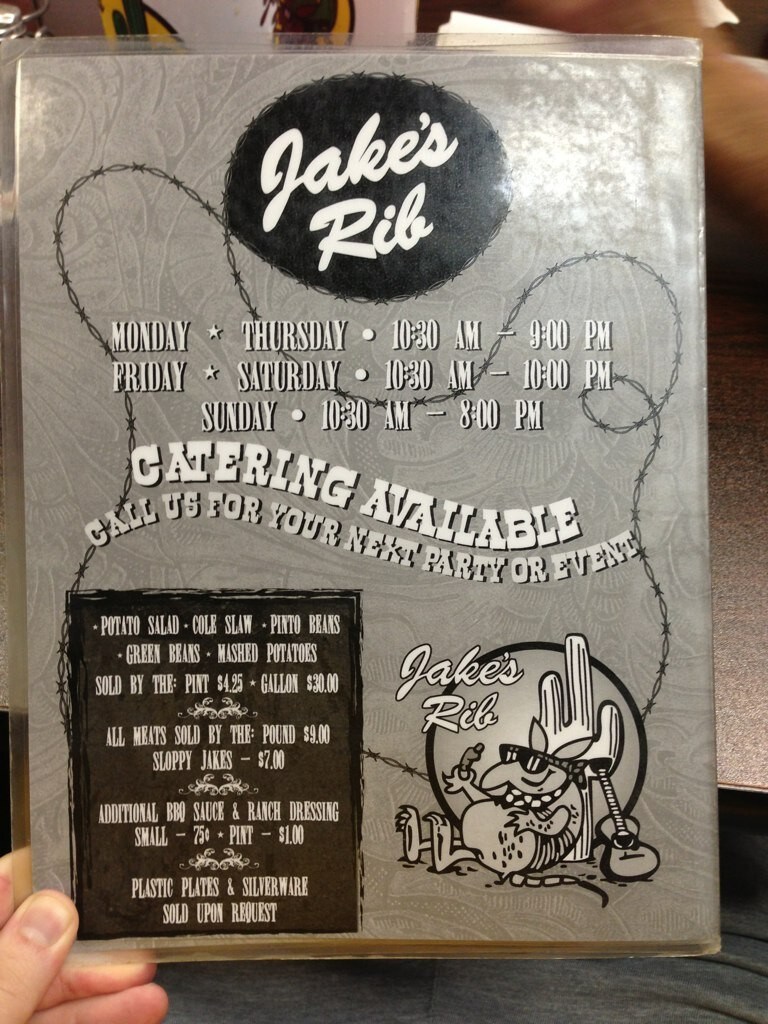 Jake's
Rib
MONDAY ★ THURSDAY • 10:30 AM – 9:00 PM
FRIDAY ★ SATURDAY • 10:30 AM – 10:00 PM
SUNDAY • 10:30 AM – 8:00 PM
CATERING AVAILABLE
CALL US FOR YOUR NEXT PARTY OR EVENT
• POTATO SALAD • COLE SLAW • PINTO BEANS
• GREEN BEANS • MASHED POTATOES
SOLD BY THE: PINT $4.25 ★ GALLON $30.00
ALL MEATS SOLD BY THE: POUND $9.00
SLOPPY JAKES – $7.00
ADDITIONAL BBQ SAUCE & RANCH DRESSING
SMALL – 75¢ ★ PINT – $1.00
PLASTIC PLATES & SILVERWARE
SOLD UPON REQUEST
Jake's
Rib